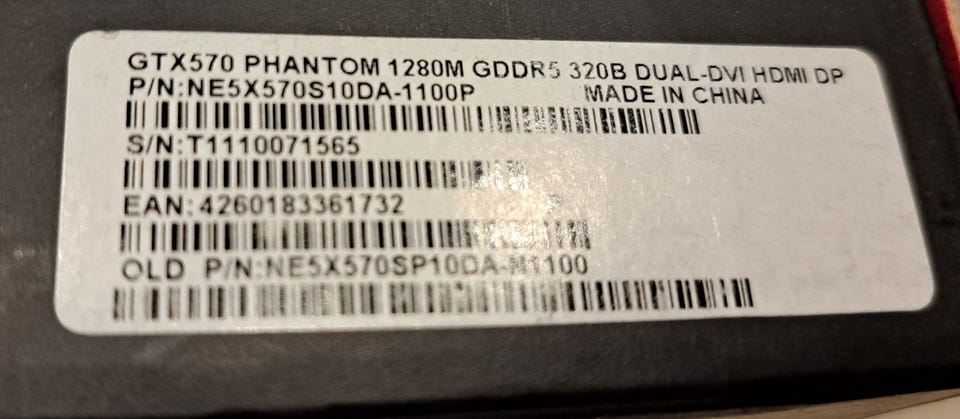 GTX570 PHANTOM 1280M GDDR5 320B DUAL-DVI HDMI DP
P/N:NE5X570S10DA-1100P MADE IN CHINA
S/N:T1110071565
EAN:4260183361732
OLD P/N:NE5X570SP10DA-N1100